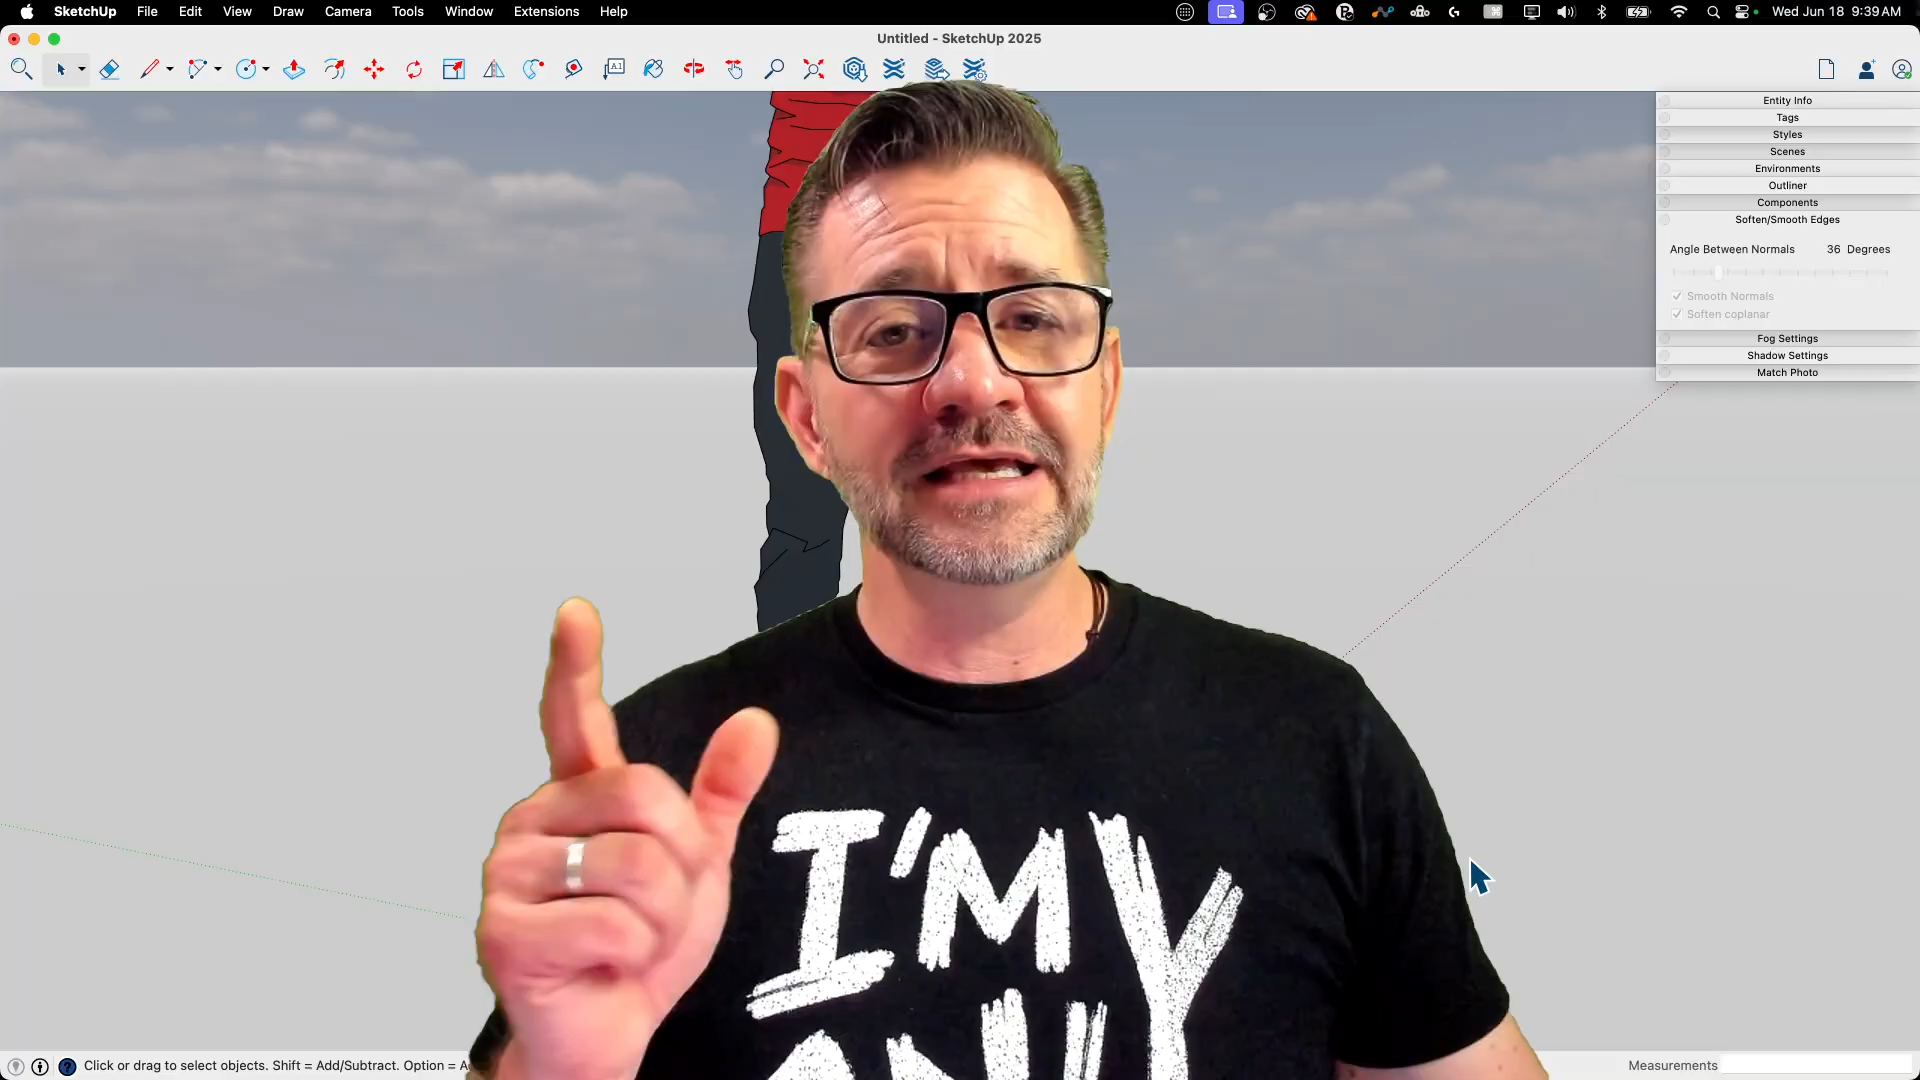 SketchUp File Edit View Draw Camera Tools Window Extensions Help
Wed Jun 18 9:39 AM
Untitled - SketchUp 2025
A1
Entity Info
Tags
Styles
Scenes
Environments
Outliner
Components
Soften/Smooth Edges
Angle Between Normals 36 Degrees
Smooth Normals
Soften coplanar
Fog Settings
Shadow Settings
Match Photo
I'M Y
Click or drag to select objects. Shift = Add/Subtract. Option = A
Measurements